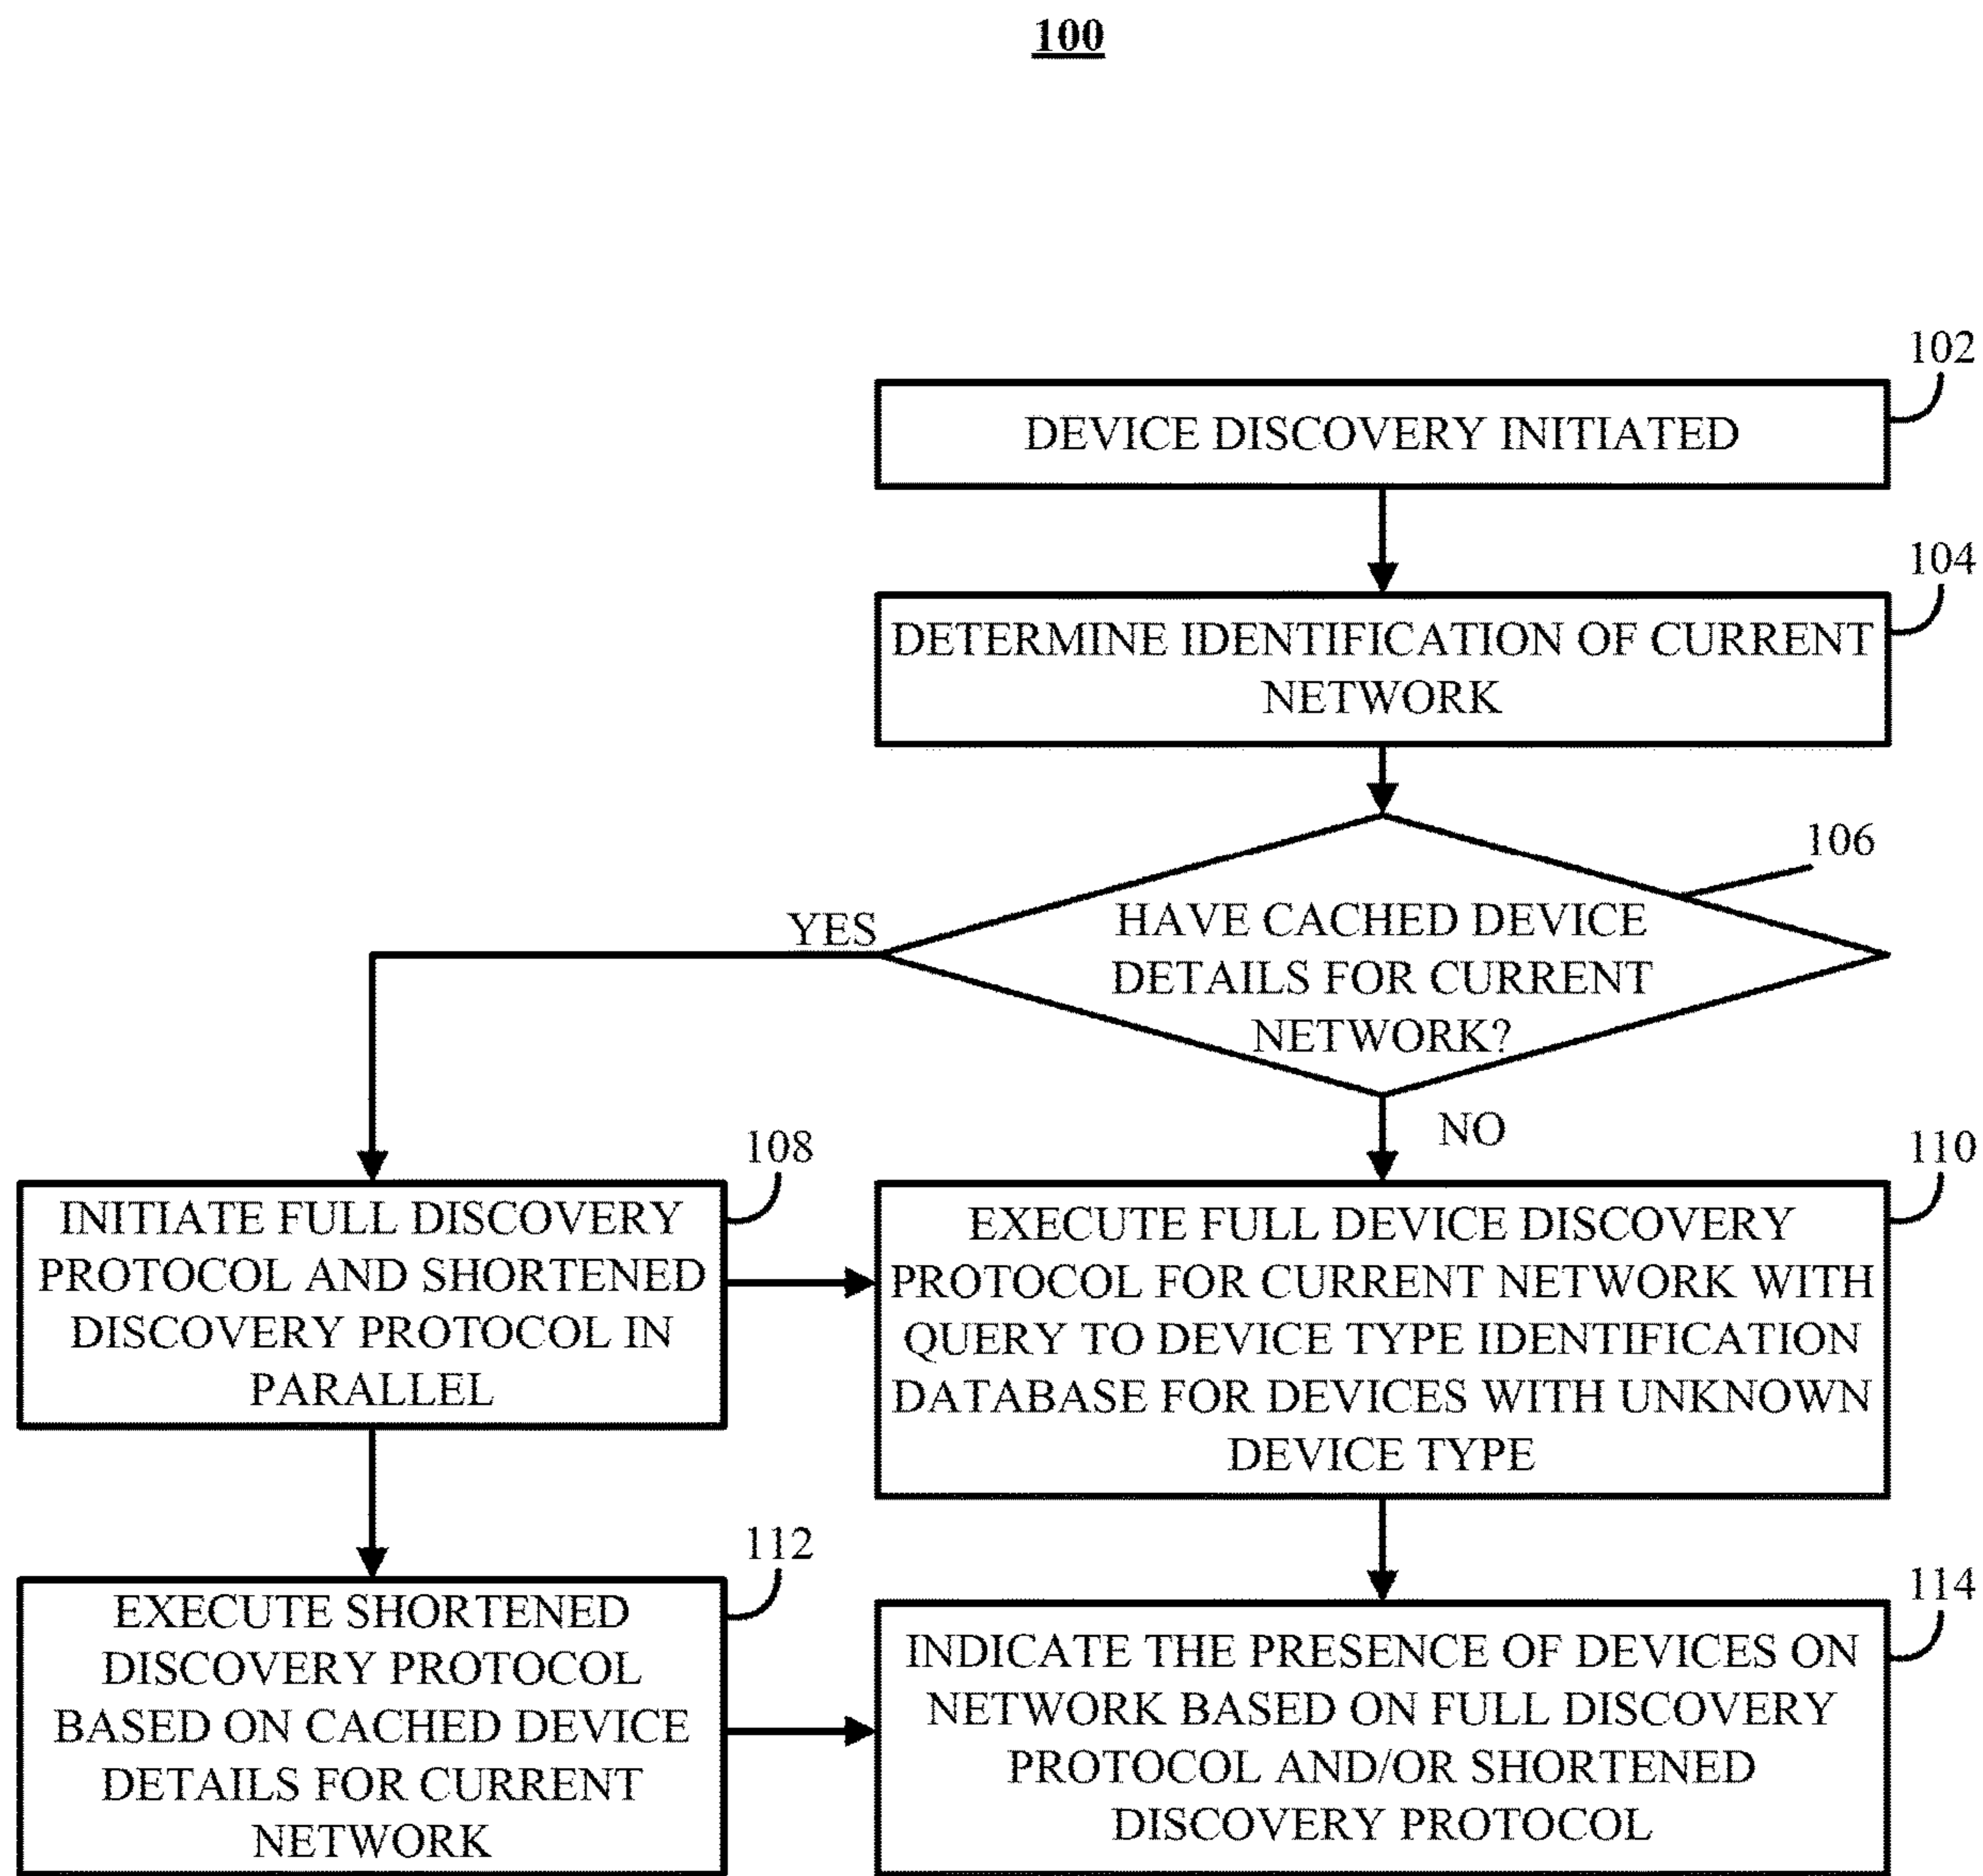 100
102
DEVICE DISCOVERY INITIATED
104
DETERMINE IDENTIFICATION OF CURRENT
NETWORK
106
HAVE CACHED DEVICE
DETAILS FOR CURRENT
NETWORK?
YES
NO
108
INITIATE FULL DISCOVERY
PROTOCOL AND SHORTENED
DISCOVERY PROTOCOL IN
PARALLEL
110
EXECUTE FULL DEVICE DISCOVERY
PROTOCOL FOR CURRENT NETWORK WITH
QUERY TO DEVICE TYPE IDENTIFICATION
DATABASE FOR DEVICES WITH UNKNOWN
DEVICE TYPE
112
EXECUTE SHORTENED
DISCOVERY PROTOCOL
BASED ON CACHED DEVICE
DETAILS FOR CURRENT
NETWORK
114
INDICATE THE PRESENCE OF DEVICES ON
NETWORK BASED ON FULL DISCOVERY
PROTOCOL AND/OR SHORTENED
DISCOVERY PROTOCOL